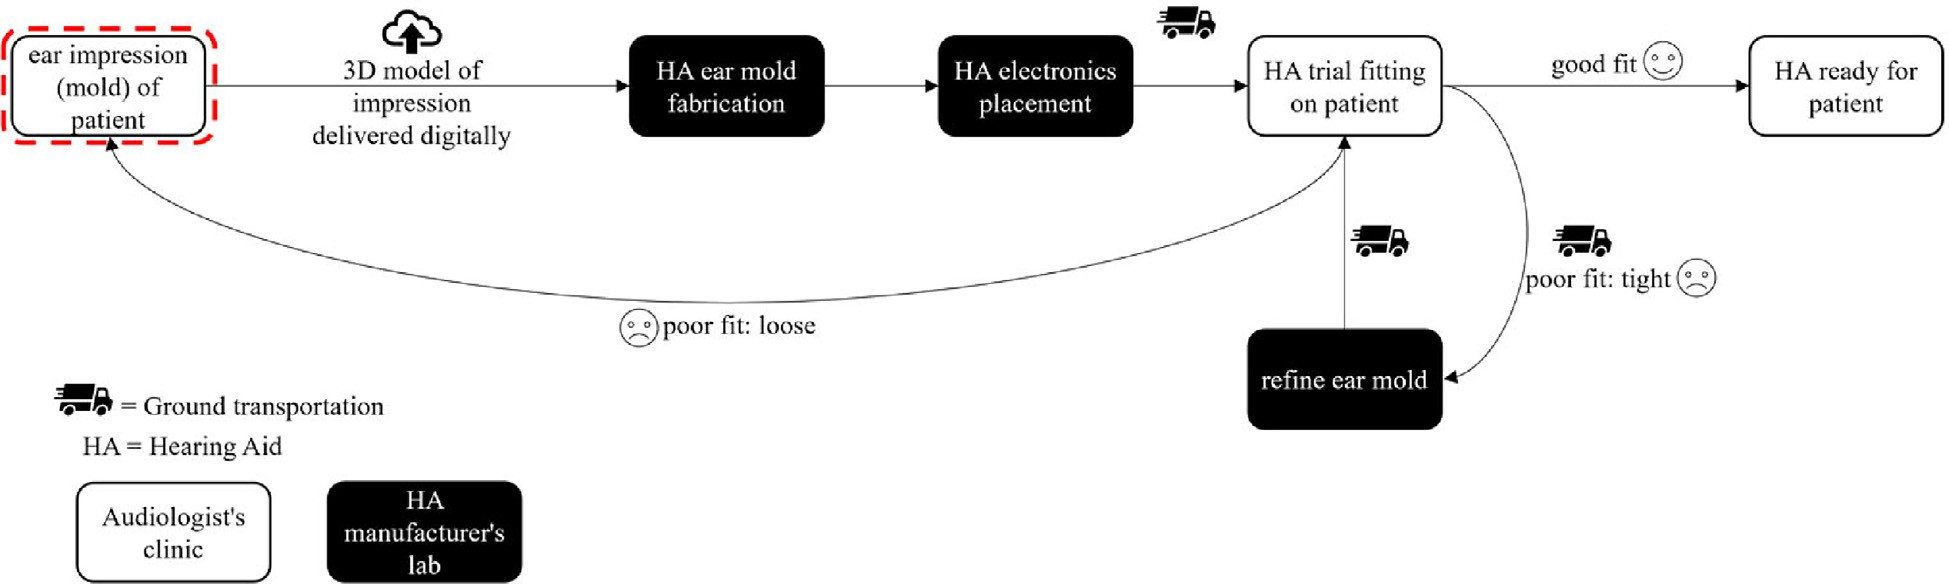 ear impression
(mold) of
patient
3D model of
impression
delivered digitally
HA ear mold
fabrication
HA electronics
placement
HA trial fitting
on patient
good fit
HA ready for
patient
poor fit: tight
poor fit: loose
refine ear mold
= Ground transportation
HA = Hearing Aid
Audiologist's
clinic
HA
manufacturer's
lab